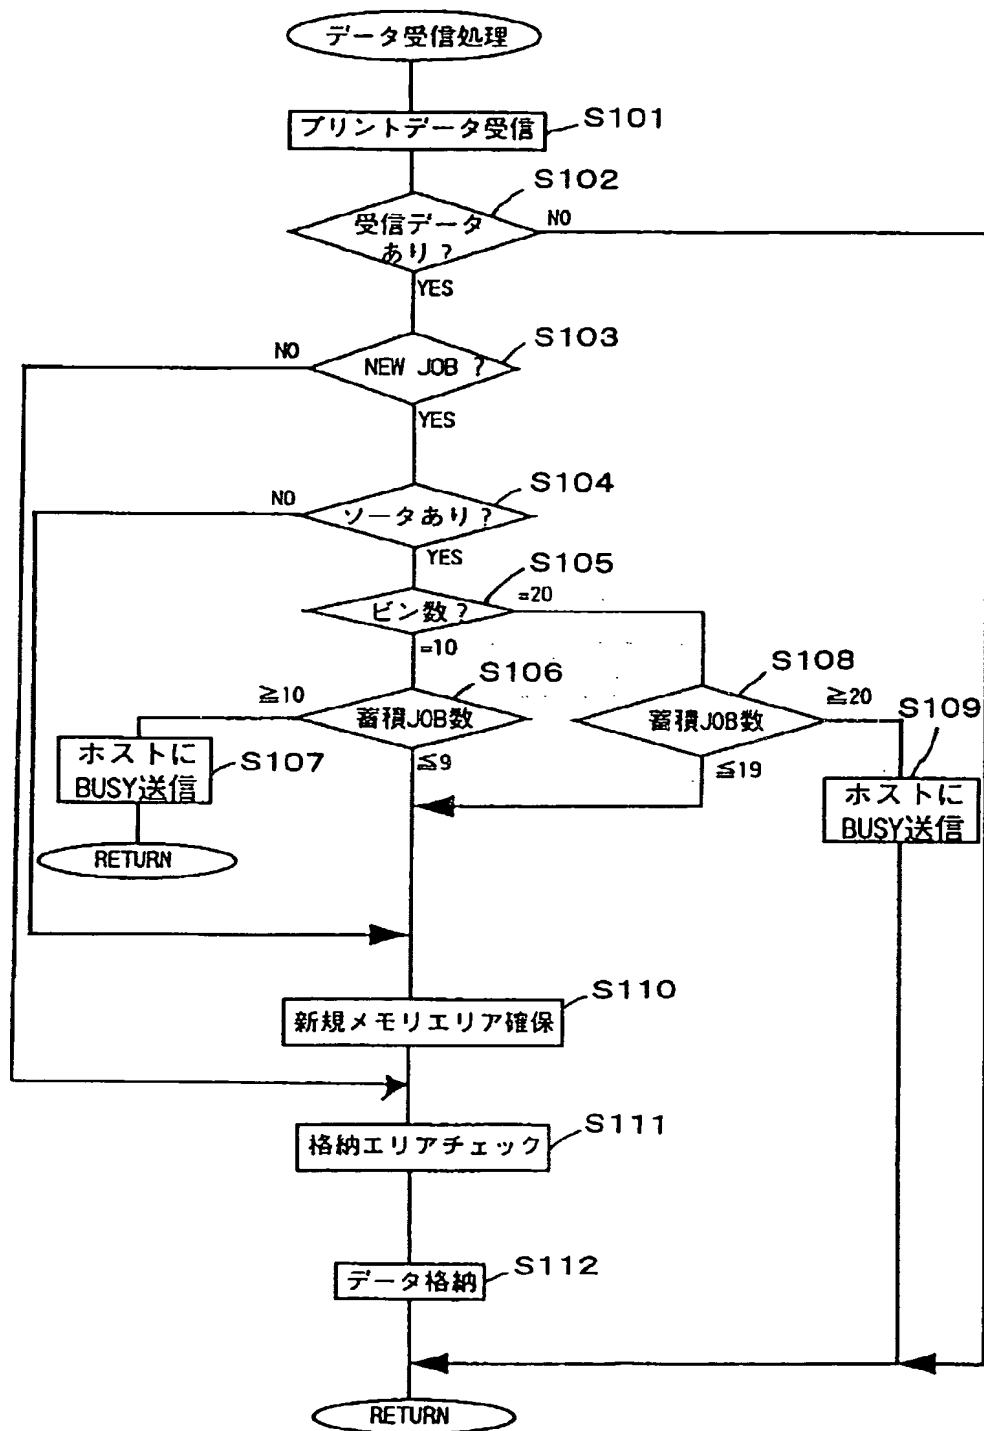 データ受信処理
プリントデータ受信
S101
S102
受信データ
あり?
NO
YES
S103
NO
NEW JOB ?
YES
S104
NO
ソータあり?
YES
S105
ビン数?
=20
=10
S106
S108
≧10
蓄積JOB数
蓄積JOB数
≧20
S109
ホストに
BUSY送信
S107
≦9
≦19
ホストに
BUSY送信
RETURN
S110
新規メモリエリア確保
S111
格納エリアチェック
S112
データ格納
RETURN